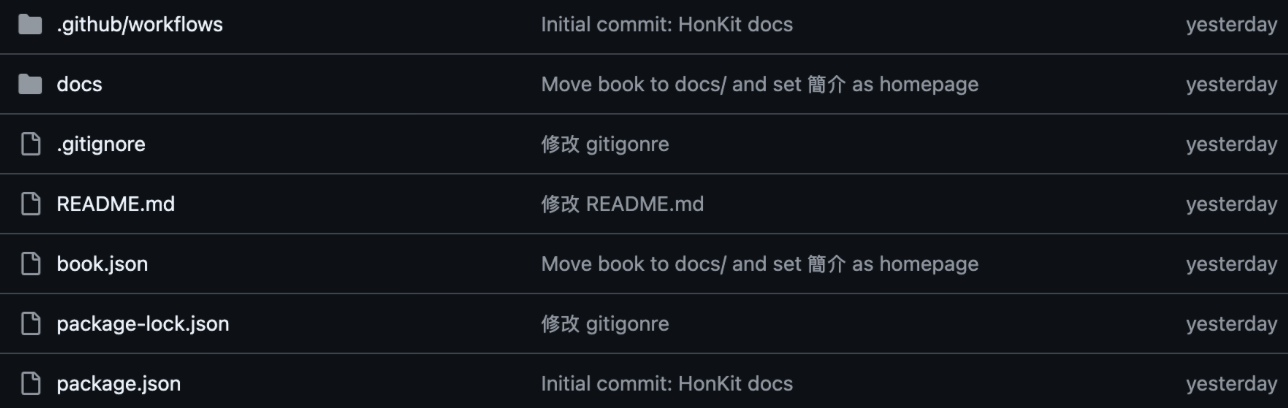 .github/workflows Initial commit: HonKit docs yesterday
docs Move book to docs/ and set 簡介 as homepage yesterday
.gitignore 修改 gitigonre yesterday
README.md 修改 README.md yesterday
book.json Move book to docs/ and set 簡介 as homepage yesterday
package-lock.json 修改 gitigonre yesterday
package.json Initial commit: HonKit docs yesterday